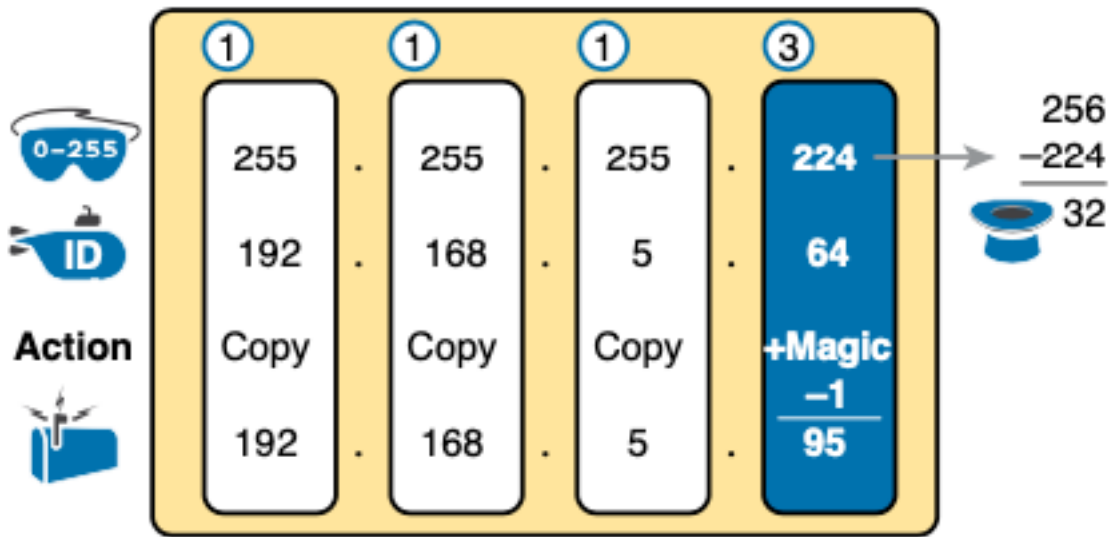 1 1 1 3
0–255 255 . 255 . 255 . 224 256
–224
ID 192 . 168 . 5 . 64 32
Action Copy Copy Copy +Magic
–1
192 . 168 . 5 . 95